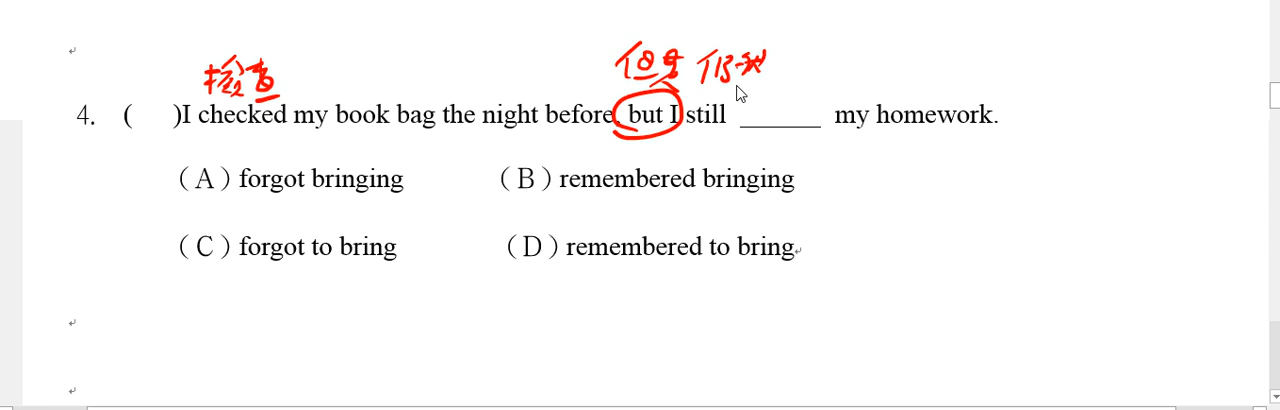 檢查 但是 仍然
4. ( )I checked my book bag the night before, but I still ______ my homework.
（A）forgot bringing （B）remembered bringing
（C）forgot to bring （D）remembered to bring